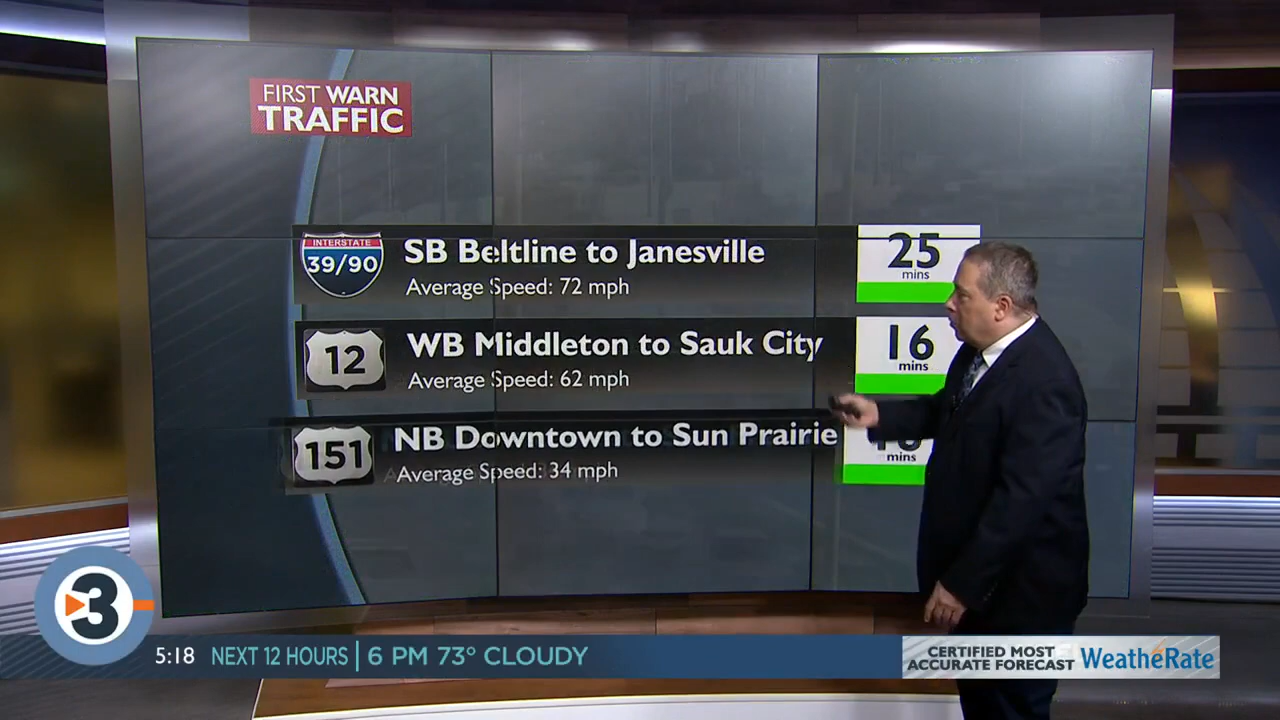 FIRST WARN
TRAFFIC
INTERSTATE
39/90
SB Beltline to Janesville
Average Speed: 72 mph
25
mins
12
WB Middleton to Sauk City
Average Speed: 62 mph
16
mins
151
NB Downtown to Sun Prairie
Average Speed: 34 mph
mins
3
5:18 NEXT 12 HOURS | 6 PM 73° CLOUDY
CERTIFIED MOST
ACCURATE FORECAST
WeatheRate